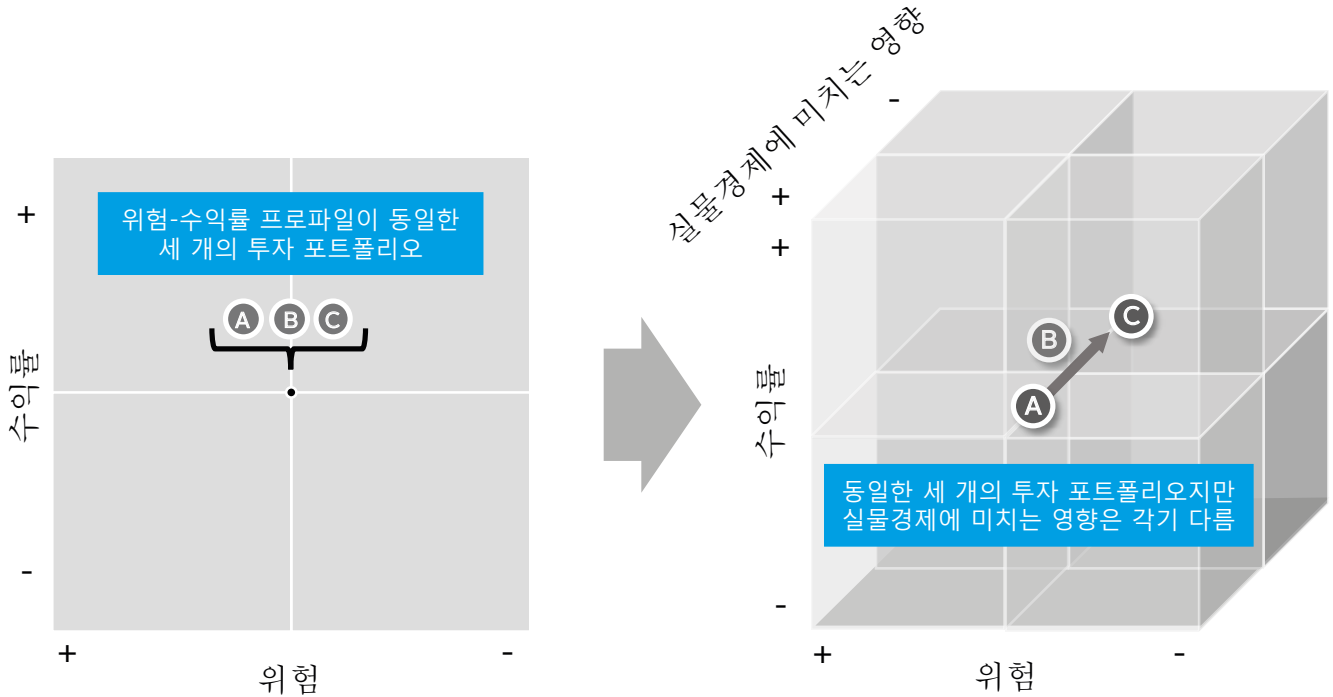 위험-수익률 프로파일이 동일한
세 개의 투자 포트폴리오
A B C
수익률
+
-
+
-
위험
실물경제에 미치는 영향
-
+
+
수익률
-
B
C
A
동일한 세 개의 투자 포트폴리오지만
실물경제에 미치는 영향은 각기 다름
+
-
위험